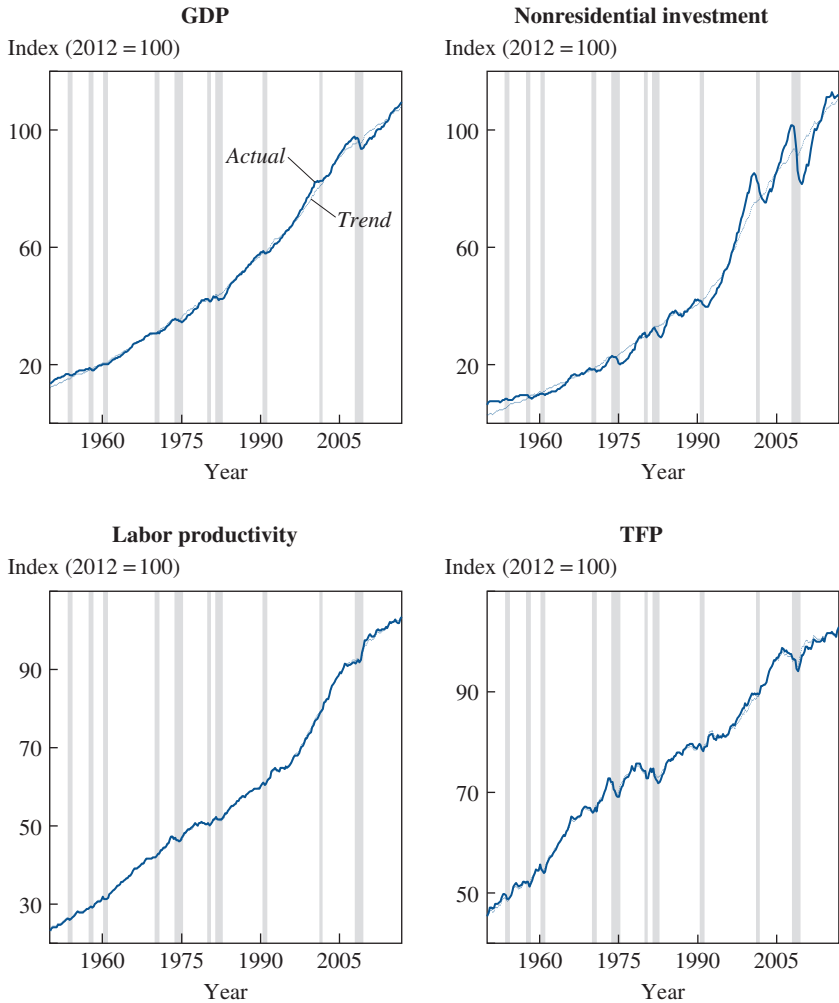 GDP
Index (2012 = 100)
100
60
20
Actual
Trend
1960 1975 1990 2005
Year
Nonresidential investment
Index (2012 = 100)
100
60
20
1960 1975 1990 2005
Year
Labor productivity
Index (2012 = 100)
90
70
50
30
1960 1975 1990 2005
Year
TFP
Index (2012 = 100)
90
70
50
1960 1975 1990 2005
Year